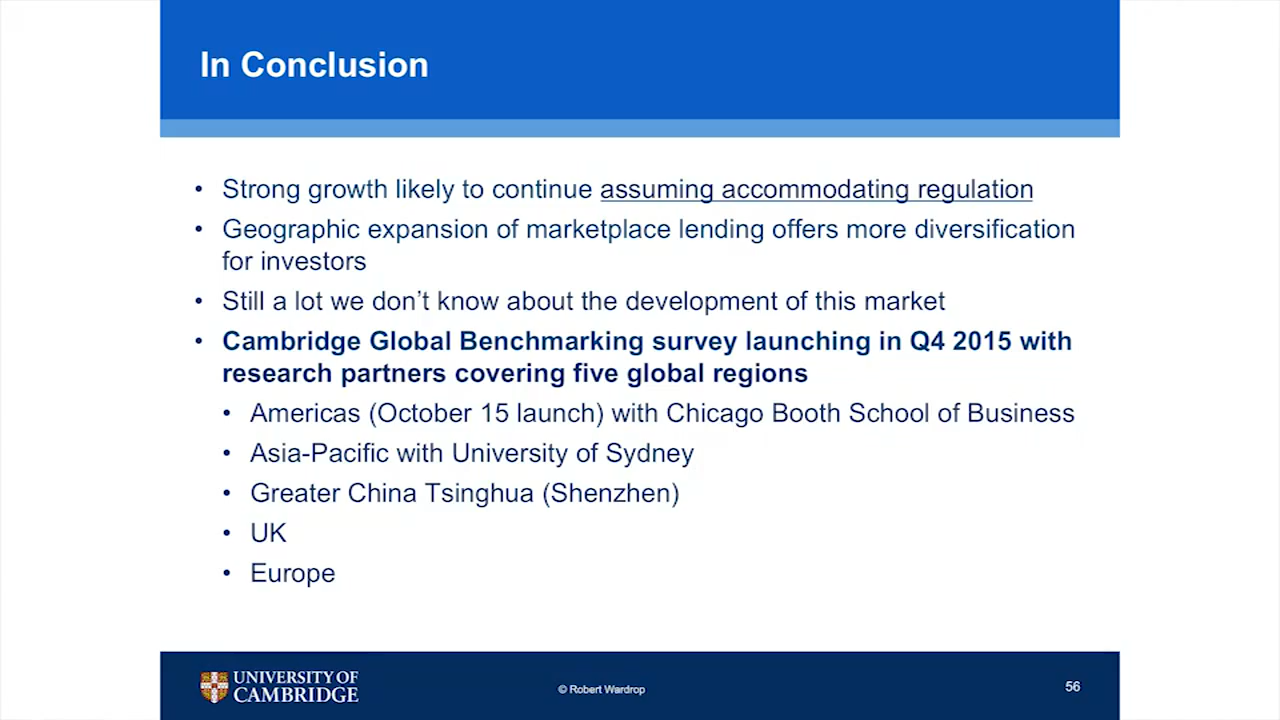 In Conclusion
• Strong growth likely to continue assuming accommodating regulation
• Geographic expansion of marketplace lending offers more diversification
for investors
• Still a lot we don’t know about the development of this market
• Cambridge Global Benchmarking survey launching in Q4 2015 with
research partners covering five global regions
• Americas (October 15 launch) with Chicago Booth School of Business
• Asia-Pacific with University of Sydney
• Greater China Tsinghua (Shenzhen)
• UK
• Europe
UNIVERSITY OF
CAMBRIDGE
© Robert Wardrop
56